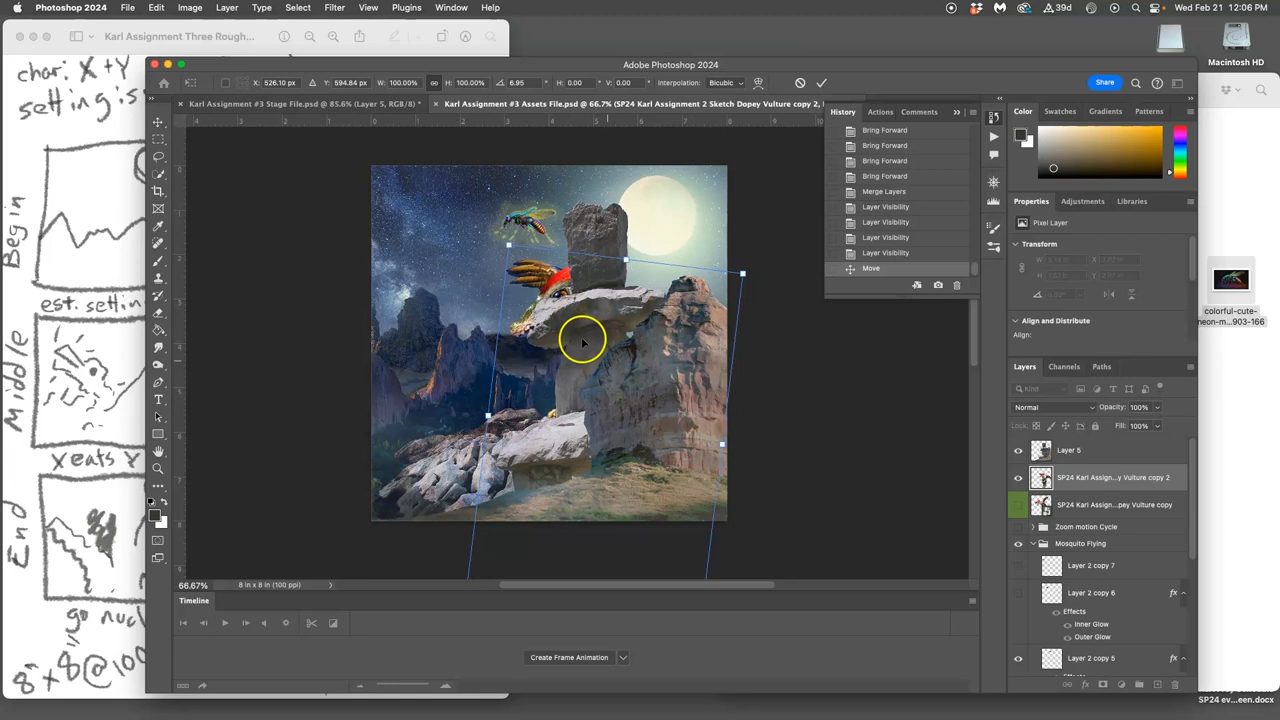 Photoshop 2024 File Edit Image Layer Type Select Filter View Plugins Window Help
39d Wed Feb 21 12:06 PM
Karl Assignment Three Rough...
char: X + Y
setting is
Begin
est. settin
Middle
X eats Y
End
go nucl
8" x 8" @ 100
Adobe Photoshop 2024
X: 526.10 px Y: 594.84 px W: 100.00% H: 100.00% 6.95 ° H: 0.00 ° V: 0.00 ° Interpolation: Bicubic
Share
Karl Assignment #3 Stage File.psd @ 85.6% (Layer 5, RGB/8) *
Karl Assignment #3 Assets File.psd @ 66.7% (SP24 Karl Assignment 2 Sketch Dopey Vulture copy 2,
History Actions Comments
Bring Forward
Bring Forward
Bring Forward
Bring Forward
Merge Layers
Layer Visibility
Layer Visibility
Layer Visibility
Layer Visibility
Move
Color Swatches Gradients Patterns
Properties Adjustments Libraries
Pixel Layer
Transform
Align and Distribute
Align:
Layers Channels Paths
Kind
Normal Opacity: 100%
Lock: Fill: 100%
Layer 5
SP24 Karl Assign...y Vulture copy 2
SP24 Karl Assign...pey Vulture copy
Zoom motion Cycle
Mosquito Flying
Layer 2 copy 7
Layer 2 copy 6 fx
Effects
Inner Glow
Outer Glow
Layer 2 copy 5 fx
66.67% 8 in x 8 in (100 ppi)
Timeline
Create Frame Animation
Macintosh HD
colorful-cute-
neon-m...903-166
SP24 ev...een.docx